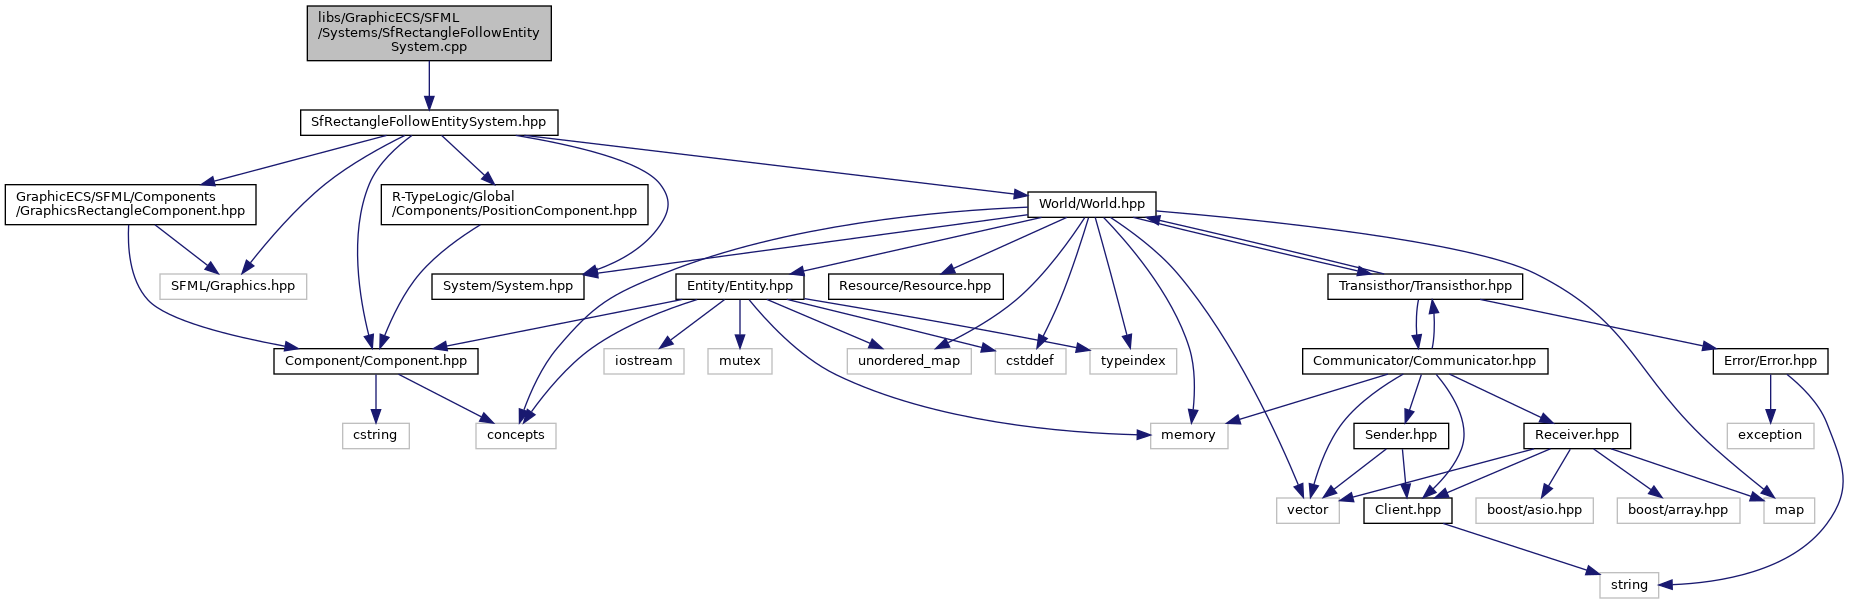 libs/GraphicECS/SFML
/Systems/SfRectangleFollowEntity
System.cpp
SfRectangleFollowEntitySystem.hpp
GraphicECS/SFML/Components
/GraphicsRectangleComponent.hpp
R-TypeLogic/Global
/Components/PositionComponent.hpp
World/World.hpp
SFML/Graphics.hpp
System/System.hpp
Entity/Entity.hpp
Resource/Resource.hpp
Transisthor/Transisthor.hpp
Component/Component.hpp
iostream
mutex
unordered_map
cstddef
typeindex
Communicator/Communicator.hpp
Error/Error.hpp
cstring
concepts
memory
Sender.hpp
Receiver.hpp
exception
vector
Client.hpp
boost/asio.hpp
boost/array.hpp
map
string